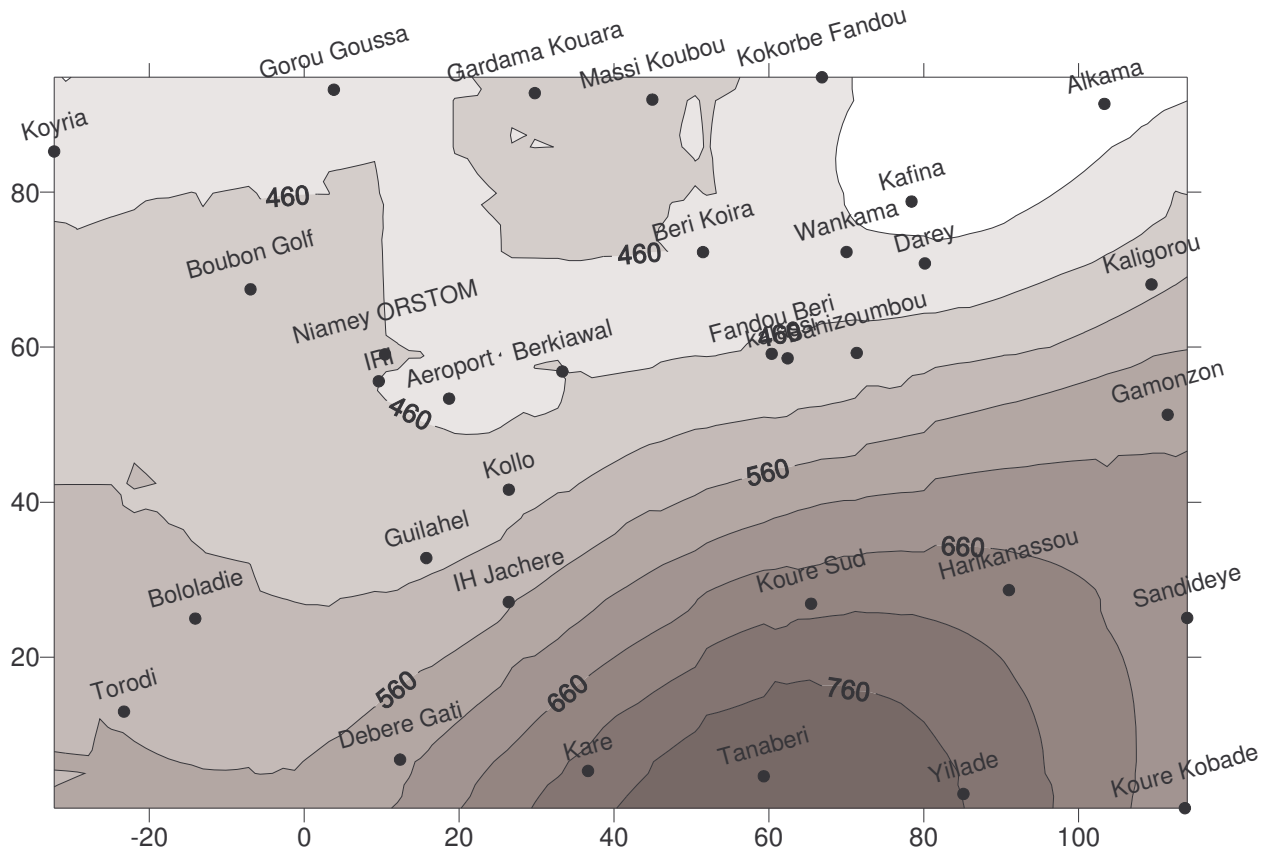 Kokorbe Fandou
Gorou Goussa
Gardama Kouara
Massi Koubou
Alkama
Koyria
80
460
Kafina
Boubon Golf
Beri Koira
Wankama
Darey
460
Kaligorou
Niamey ORSTOM
60
IRI
Aeroport
Berkiawal
Fandou Beri
460
Banizoumbou
460
Gamonzon
Kollo
560
40
Guilahel
IH Jachere
Bololadie
Koure Sud
660
Harikanassou
Sandideye
20
Torodi
560
660
760
Debere Gati
Kare
Tanaberi
Yillade
Koure Kobade
-20
0
20
40
60
80
100